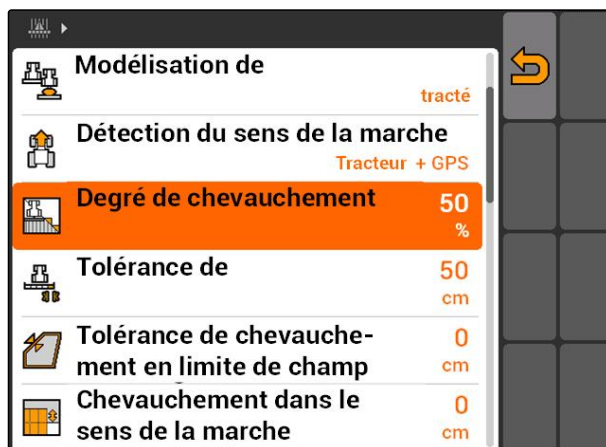 Modélisation de
tracté
Détection du sens de la marche
Tracteur + GPS
Degré de chevauchement
50
%
Tolérance de
50
cm
Tolérance de chevauche-
ment en limite de champ
0
cm
Chevauchement dans le
sens de la marche
0
cm